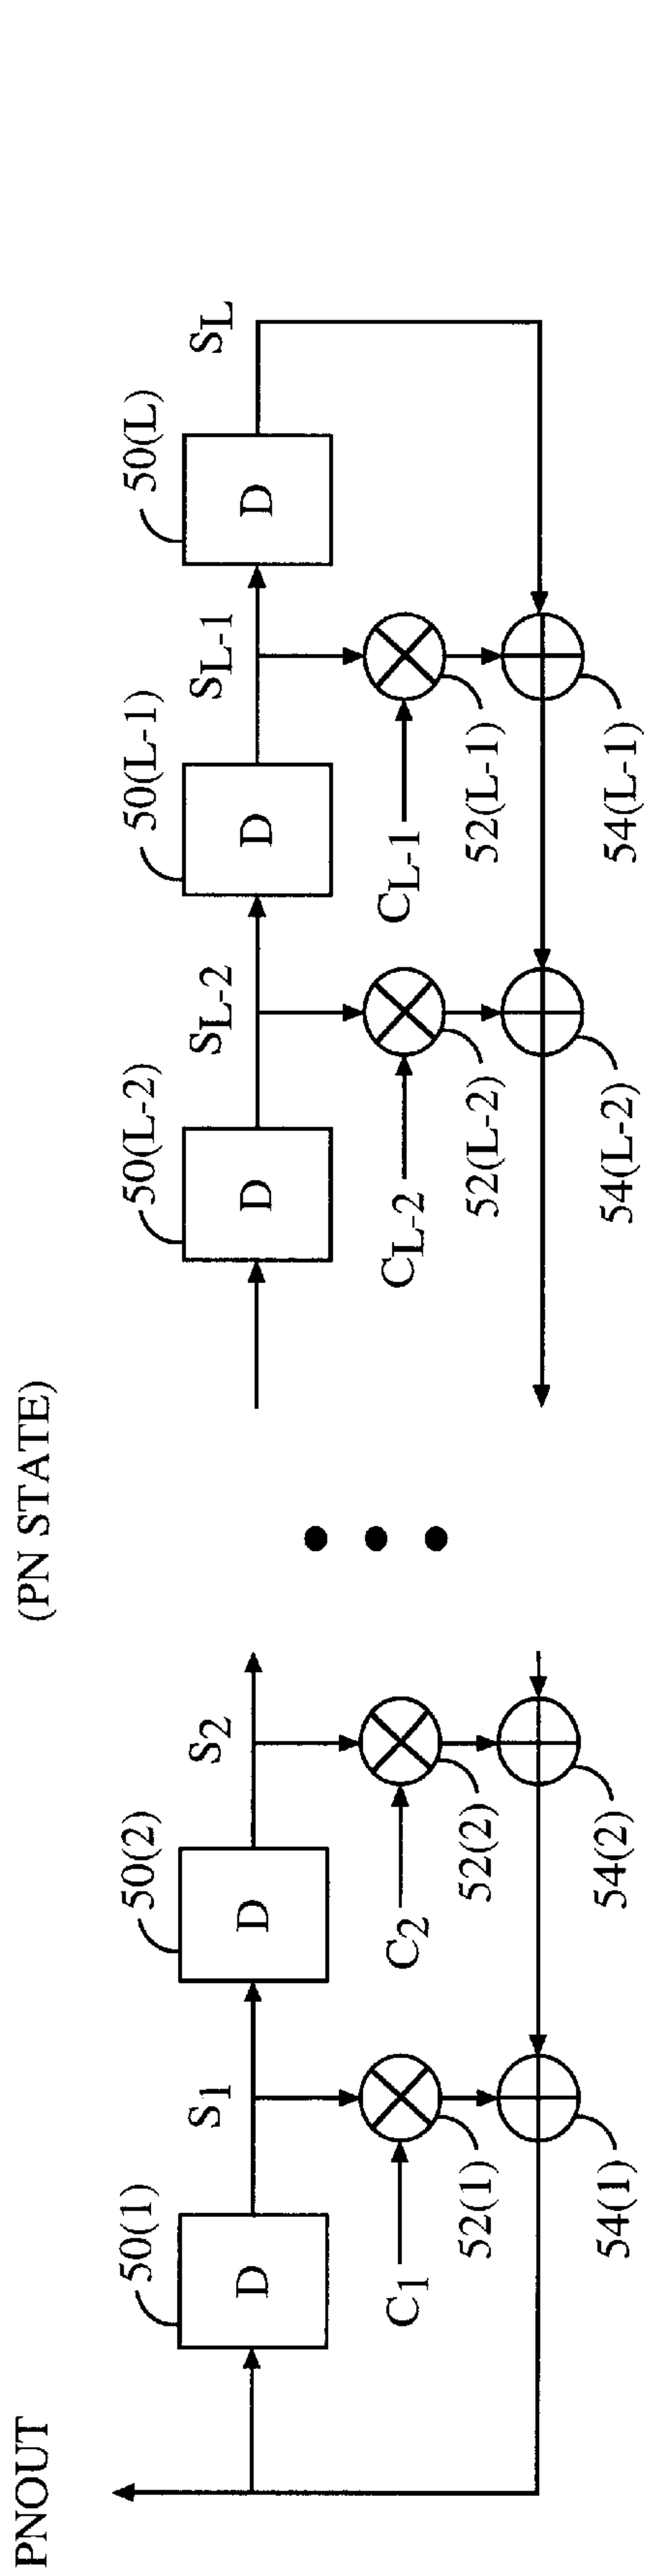 (PN STATE)
PNOUT
50(1) 50(2) 50(L-2) 50(L-1) 50(L)
S1 S2 SL-2 SL-1 SL
D D D D D
C1 C2 CL-2 CL-1
52(1) 52(2) 52(L-2) 52(L-1)
54(1) 54(2) 54(L-2) 54(L-1)